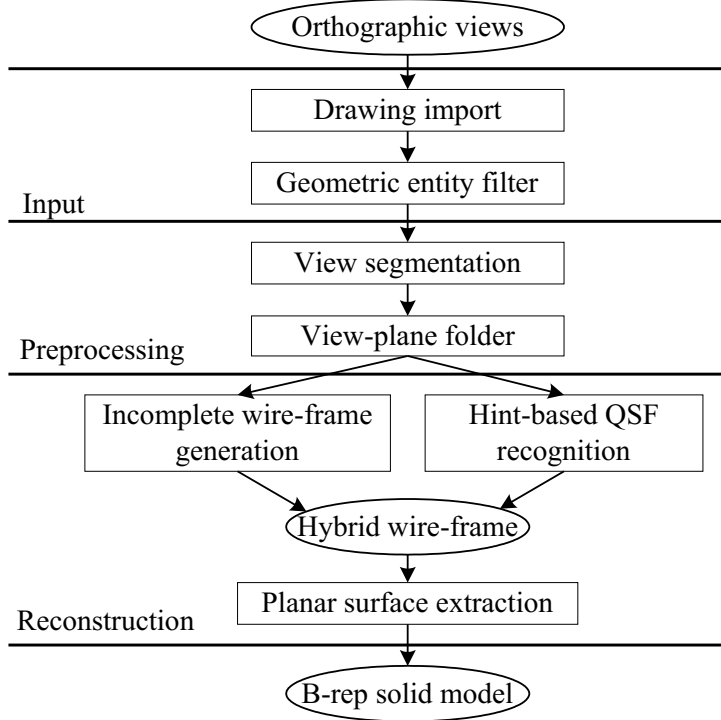 Orthographic views
Drawing import
Geometric entity filter
Input
View segmentation
View-plane folder
Preprocessing
Incomplete wire-frame
generation
Hint-based QSF
recognition
Hybrid wire-frame
Planar surface extraction
Reconstruction
B-rep solid model